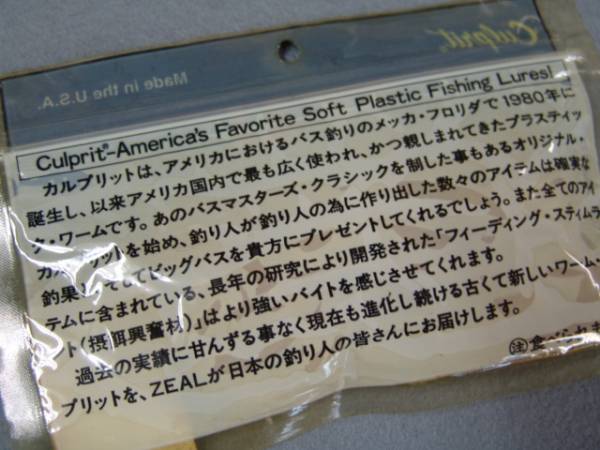 Culprit
Made in the U.S.A.
Culprit®-America's Favorite Soft Plastic Fishing Lures!
カルプリットは、アメリカにおけるバス釣りのメッカ・フロリダで1980年に
誕生し、以来アメリカ国内で最も広く使われ、かつ親しまれてきたプラスティッ
ク・ワームです。あのバスマスターズ・クラシックを制した事もあるオリジナル・
カルプリットを始め、釣り人が釣り人の為に作り出した数々のアイテムは確実な
釣果、そしてビッグバスを貴方にプレゼントしてくれるでしょう。また全てのアイ
テムに含まれている、長年の研究により開発された「フィーディング・スティムラ
ント(摂餌興奮材)」はより強いバイトを感じさせてくれます。
過去の実績に甘んずる事なく現在も進化し続ける古くて新しいワーム・
プリットを、ZEALが日本の釣り人の皆さんにお届けします。
㊟食べられま